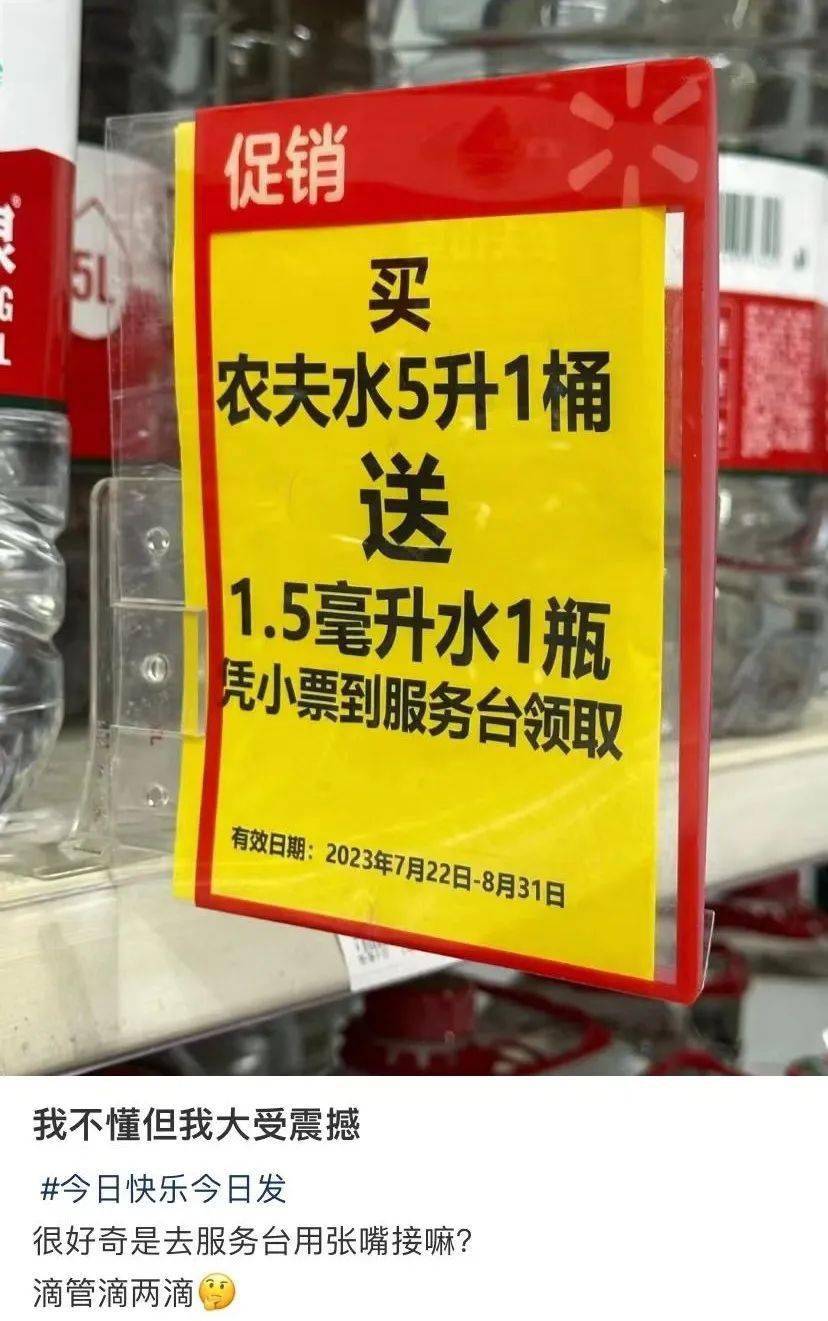 促销
买
农夫水5升1桶
送
1.5毫升水1瓶
凭小票到服务台领取
有效日期：2023年7月22日-8月31日
5L
我不懂但我大受震撼
#今日快乐今日发
很好奇是去服务台用张嘴接嘛?
滴管滴两滴🤔